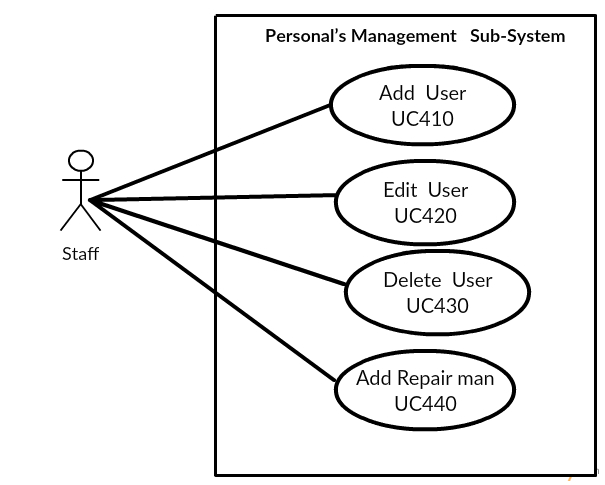 Personal's Management Sub-System
Add User
UC410
Edit User
UC420
Staff
Delete User
UC430
Add Repair man
UC440